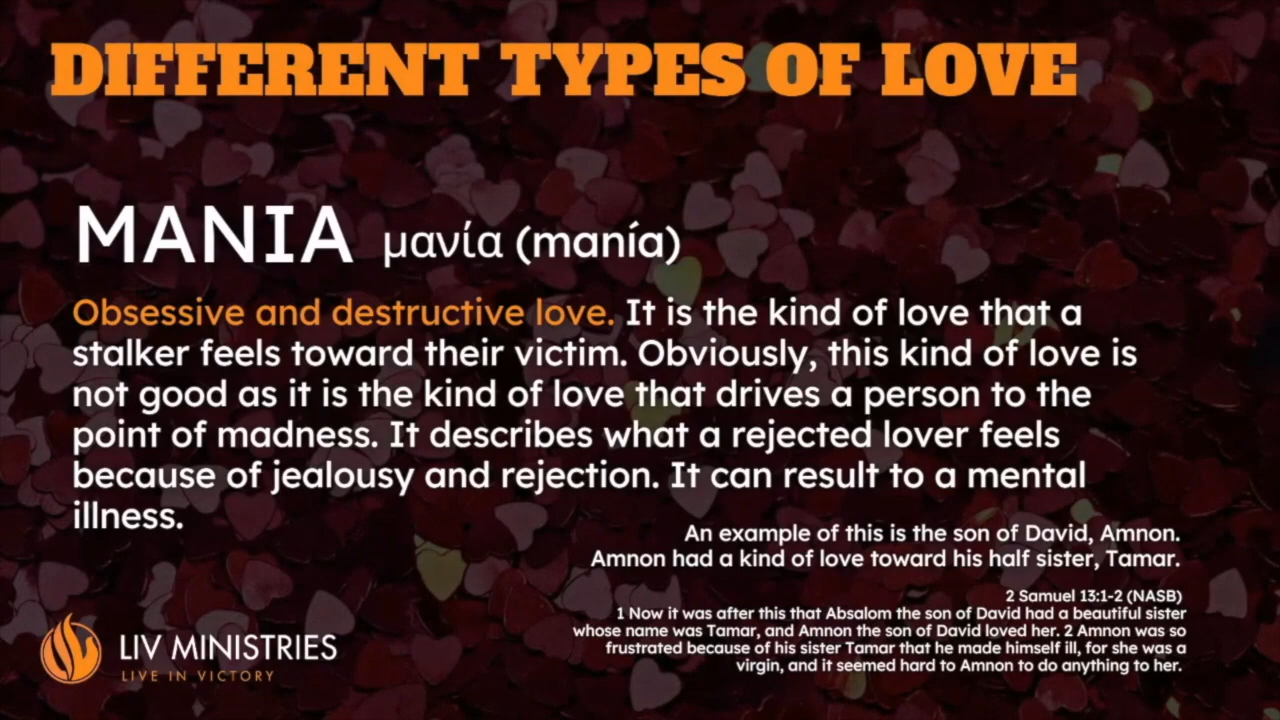 DIFFERENT TYPES OF LOVE
MANIA μανία (manía)
Obsessive and destructive love. It is the kind of love that a
stalker feels toward their victim. Obviously, this kind of love is
not good as it is the kind of love that drives a person to the
point of madness. It describes what a rejected lover feels
because of jealousy and rejection. It can result to a mental
illness.
An example of this is the son of David, Amnon.
Amnon had a kind of love toward his half sister, Tamar.
2 Samuel 13:1-2 (NASB)
1 Now it was after this that Absalom the son of David had a beautiful sister
whose name was Tamar, and Amnon the son of David loved her. 2 Amnon was so
frustrated because of his sister Tamar that he made himself ill, for she was a
virgin, and it seemed hard to Amnon to do anything to her.
LIV MINISTRIES
LIVE IN VICTORY